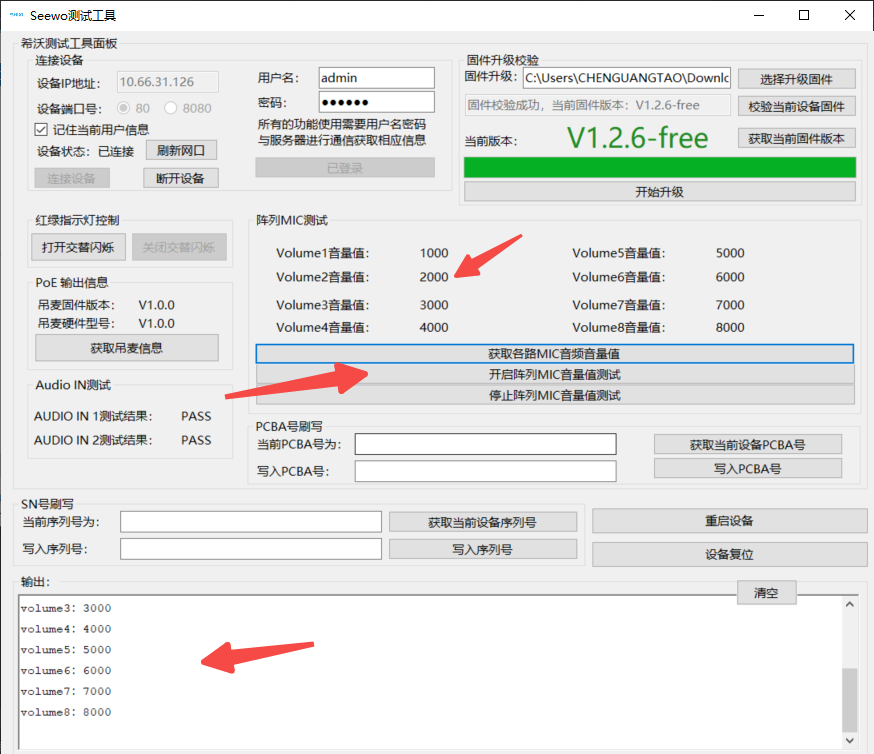 Seewo测试工具
希沃测试工具面板
连接设备
设备IP地址: 10.66.31.126
设备端口号: 80 8080
记住当前用户信息
设备状态: 已连接 刷新网口
连接设备 断开设备
用户名: admin
密码: ●●●●●●
所有的功能使用需要用户名密码
与服务器进行通信获取相应信息
已登录
固件升级校验
固件升级: C:\Users\CHENGUANGTAO\Downlc 选择升级固件
固件校验成功，当前固件版本: V1.2.6-free 校验当前设备固件
当前版本: V1.2.6-free 获取当前固件版本
开始升级
红绿指示灯控制
打开交替闪烁 关闭交替闪烁
PoE 输出信息
吊麦固件版本: V1.0.0
吊麦硬件型号: V1.0.0
获取吊麦信息
Audio IN测试
AUDIO IN 1测试结果: PASS
AUDIO IN 2测试结果: PASS
阵列MIC测试
Volume1音量值: 1000 Volume5音量值: 5000
Volume2音量值: 2000 Volume6音量值: 6000
Volume3音量值: 3000 Volume7音量值: 7000
Volume4音量值: 4000 Volume8音量值: 8000
获取各路MIC音频音量值
开启阵列MIC音量值测试
停止阵列MIC音量值测试
PCBA号刷写
当前PCBA号为: 获取当前设备PCBA号
写入PCBA号: 写入PCBA号
SN号刷写
当前序列号为: 获取当前设备序列号
写入序列号: 写入序列号
重启设备
设备复位
输出:
清空
volume3: 3000
volume4: 4000
volume5: 5000
volume6: 6000
volume7: 7000
volume8: 8000